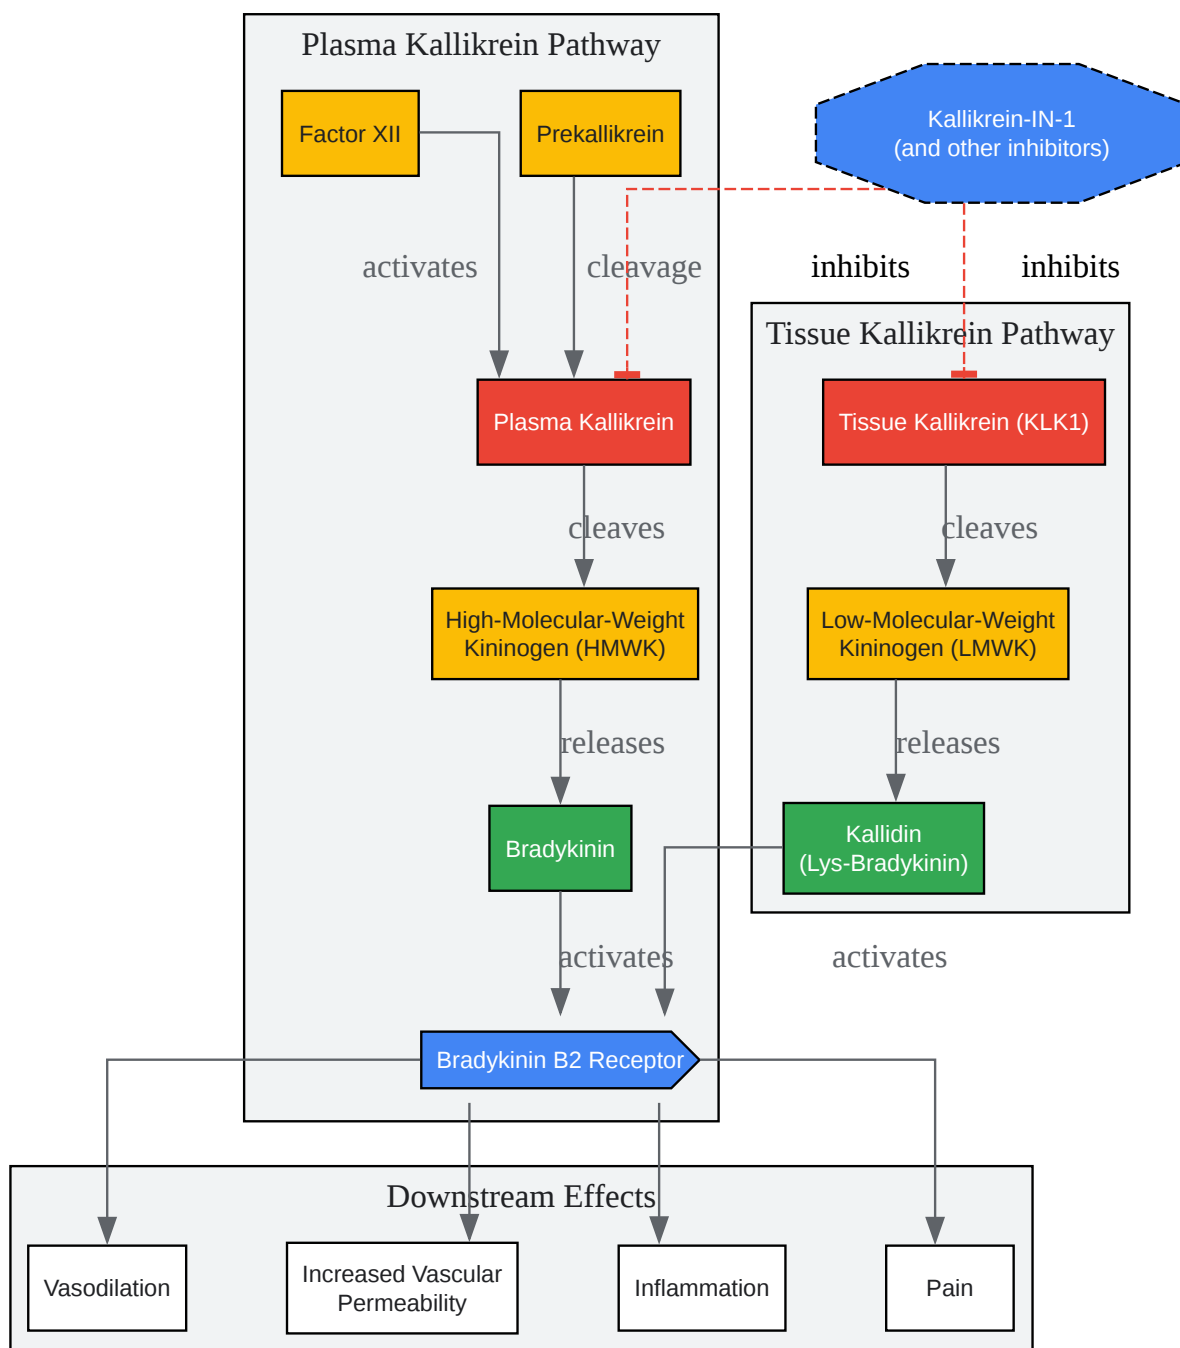 Plasma Kallikrein Pathway
Factor XII
Prekallikrein
Kallikrein-IN-1
(and other inhibitors)
activates
cleavage
inhibits
inhibits
Tissue Kallikrein Pathway
Plasma Kallikrein
Tissue Kallikrein (KLK1)
cleaves
cleaves
High-Molecular-Weight
Kininogen (HMWK)
Low-Molecular-Weight
Kininogen (LMWK)
releases
releases
Bradykinin
Kallidin
(Lys-Bradykinin)
activates
activates
Bradykinin B2 Receptor
Downstream Effects
Vasodilation
Increased Vascular
Permeability
Inflammation
Pain